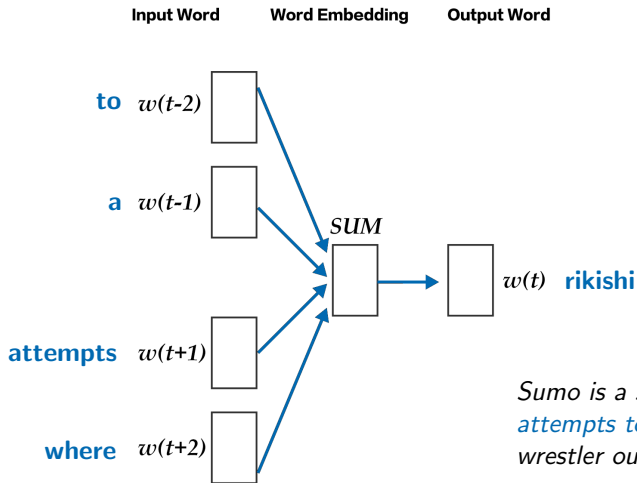 Input Word Word Embedding Output Word
to w(t-2)
a w(t-1)
SUM
w(t) rikishi
attempts w(t+1)
where w(t+2)
Sumo is a
attempts
wrestler